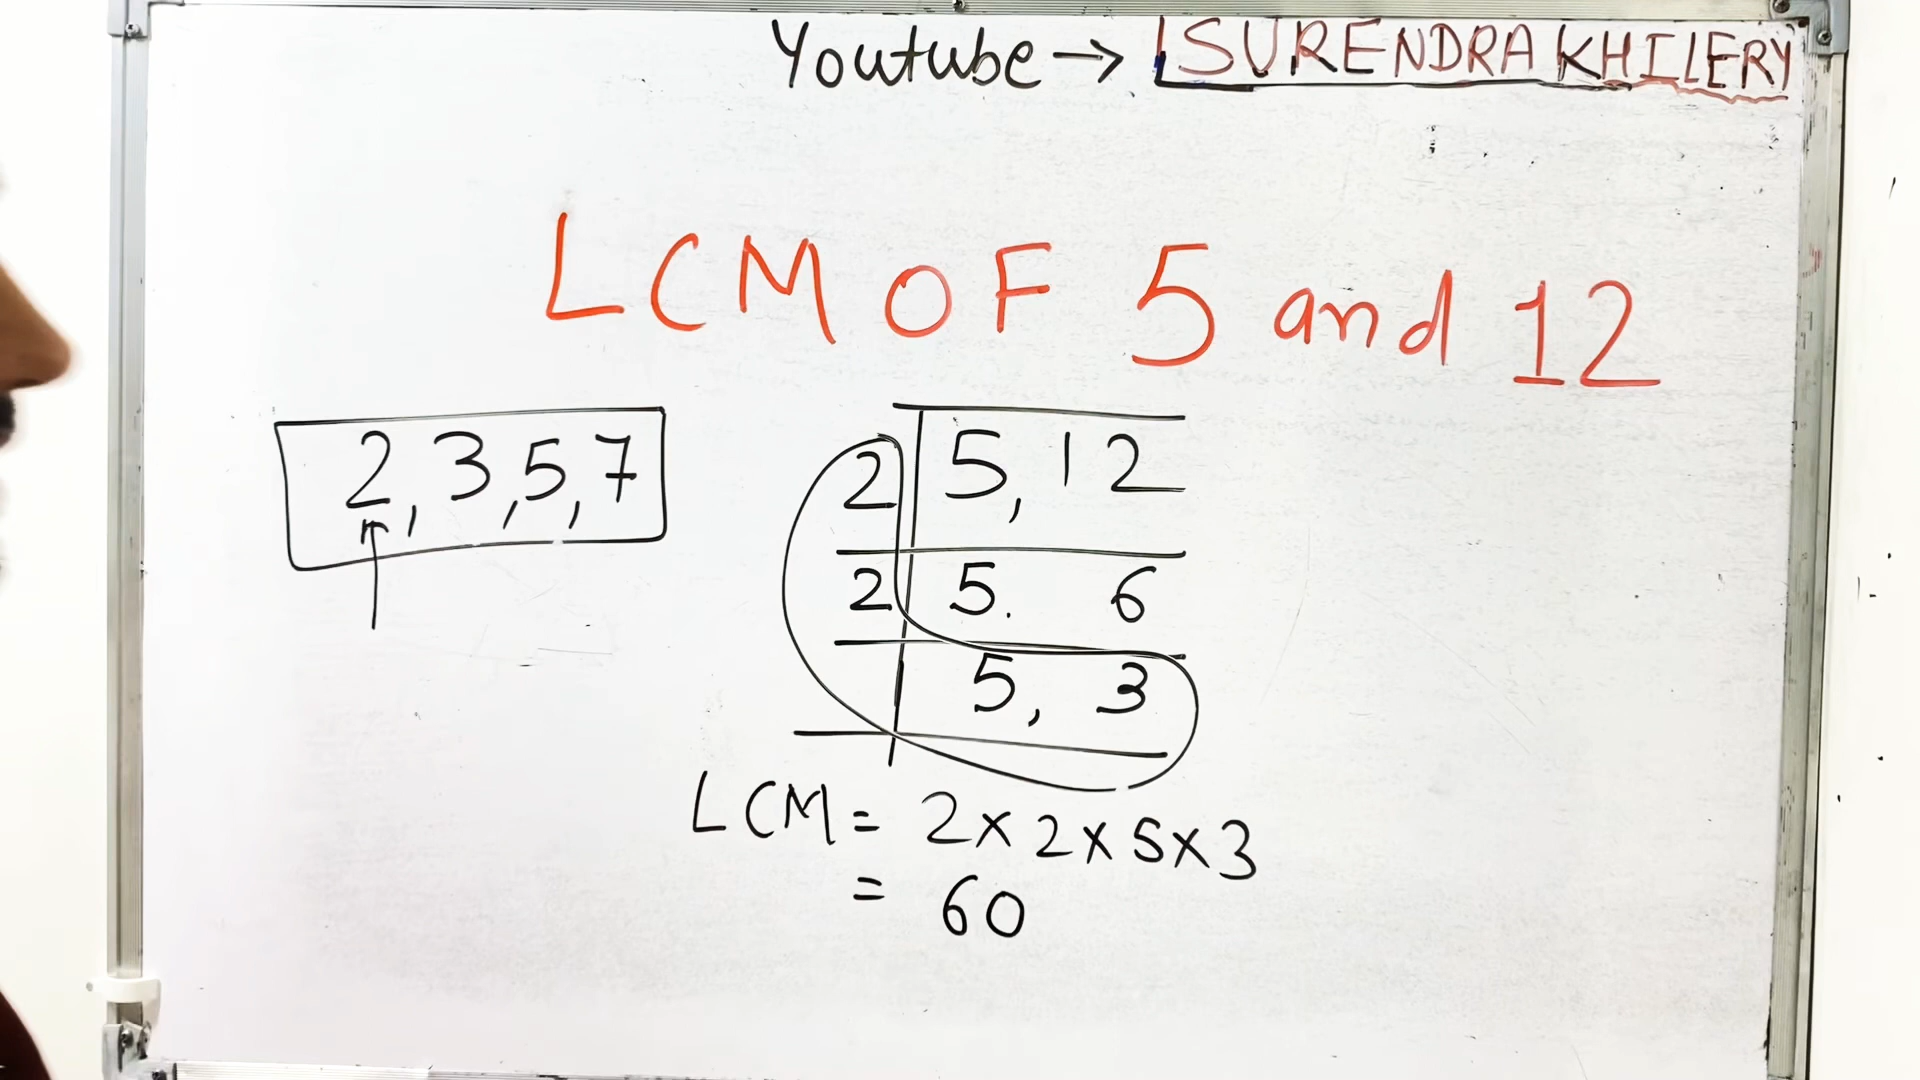 Youtube → SURENDRA KHILERY
LCM OF 5 and 12
2, 3, 5, 7
2 5, 12
2 5. 6
5, 3
LCM = 2 × 2 × 5 × 3
= 60